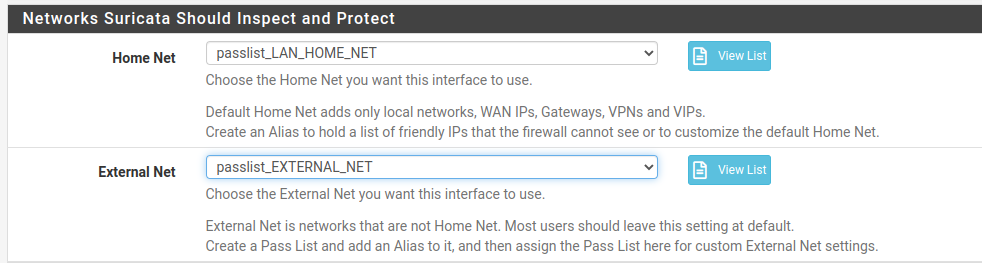 Networks Suricata Should Inspect and Protect
Home Net
passlist_LAN_HOME_NET
View List
Choose the Home Net you want this interface to use.
Default Home Net adds only local networks, WAN IPs, Gateways, VPNs and VIPs.
Create an Alias to hold a list of friendly IPs that the firewall cannot see or to customize the default Home Net.
External Net
passlist_EXTERNAL_NET
View List
Choose the External Net you want this interface to use.
External Net is networks that are not Home Net. Most users should leave this setting at default.
Create a Pass List and add an Alias to it, and then assign the Pass List here for custom External Net settings.